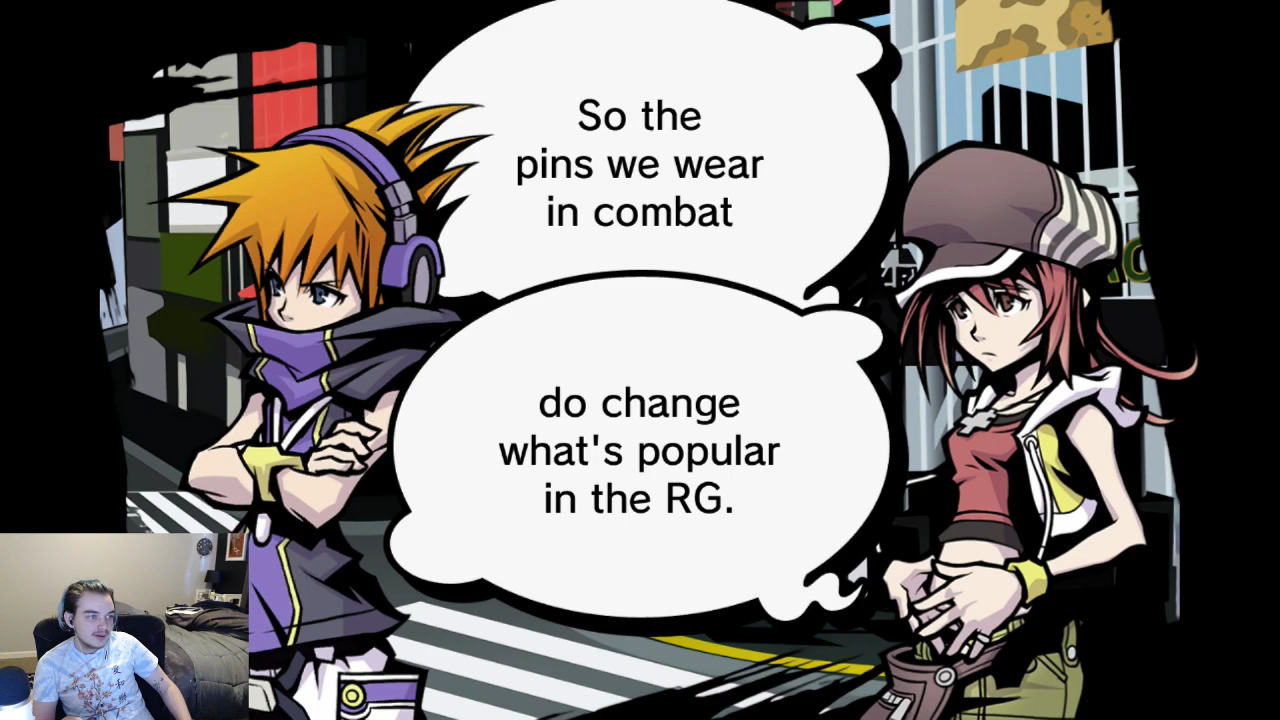 So the
pins we wear
in combat
do change
what's popular
in the RG.